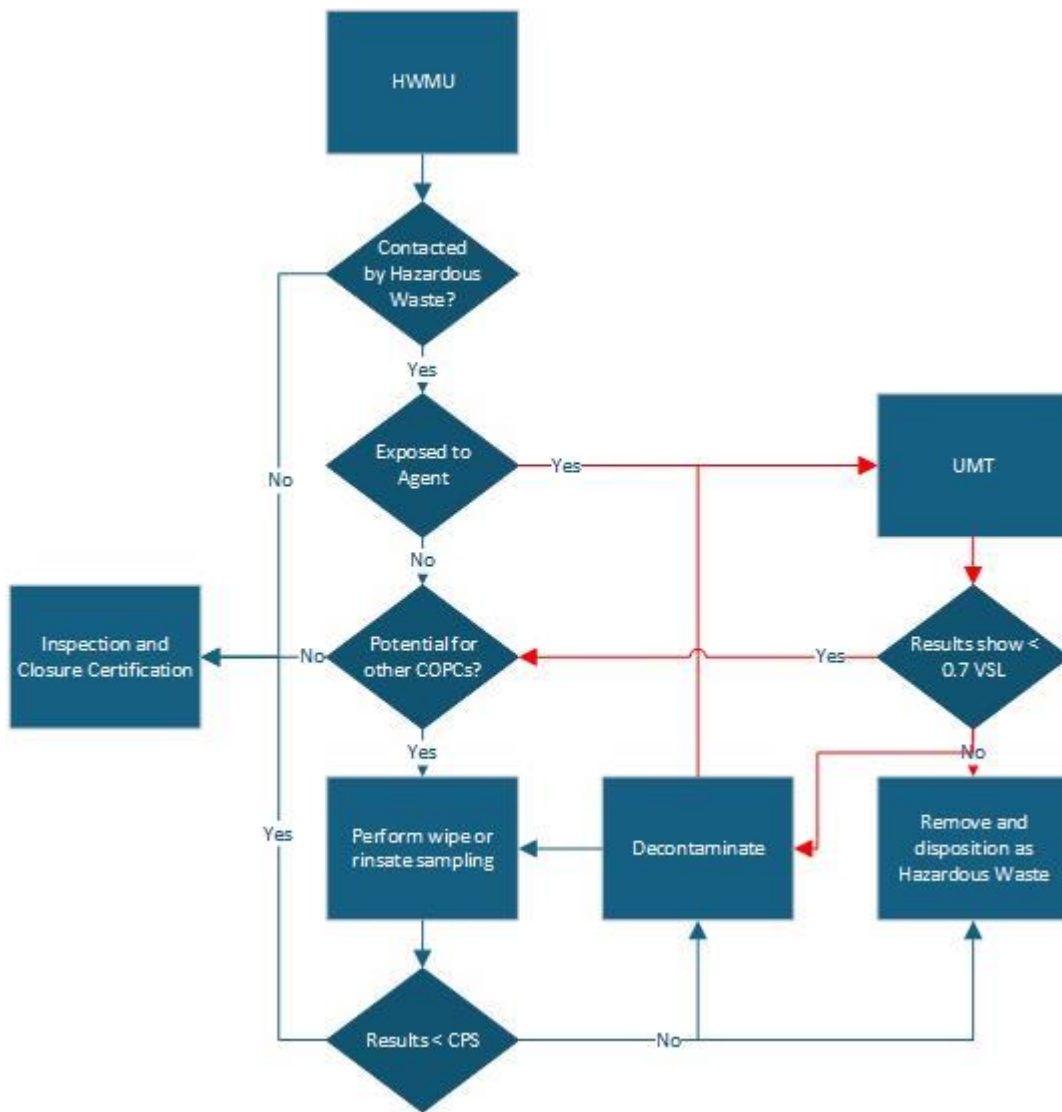 HWMU
Contacted
by Hazardous
Waste?
Yes
Exposed to
Agent
Yes
UMT
No
No
Inspection and
Closure Certification
No
Potential for
other COPCs?
Yes
Results show <
0.7 VSL
Yes
No
Yes
Perform wipe or
rinsate sampling
Decontaminate
Remove and
disposition as
Hazardous Waste
Results < CPS
No